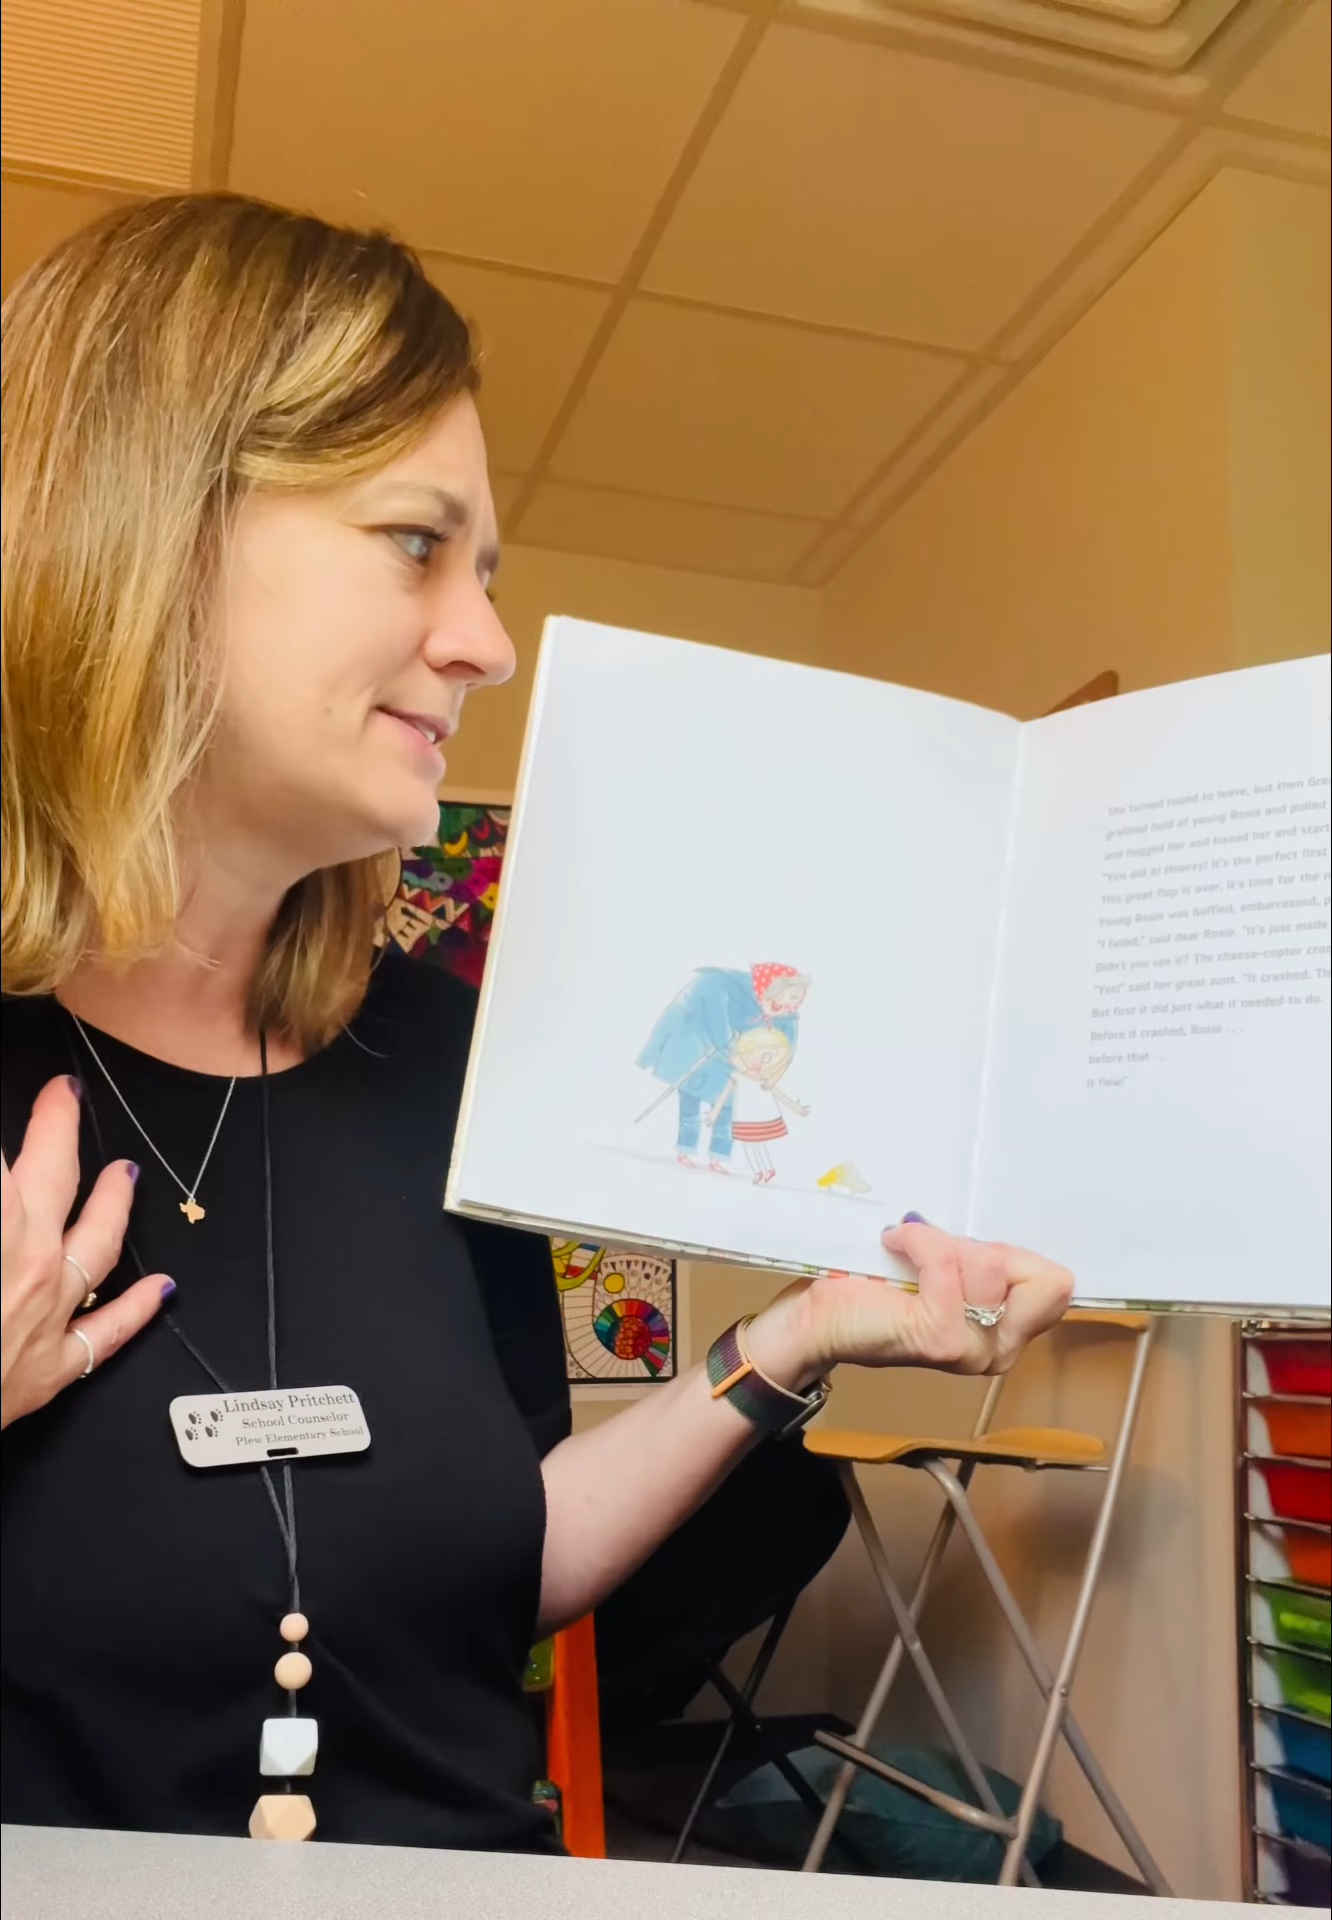 Lindsay Pritchett
School Counselor
Plew Elementary School
She turned round to leave, but then Gre
grabbed hold of young Rosie and pulled
and hugged her and kissed her and start
"You did it! Hooray! It's the perfect first
This great flop is over. It's time for the n
Young Rosie was baffled, embarrassed, p
"I failed," said dear Rosie. "It's just made
Didn't you see it? The cheese-copter cras
"Yes!" said her great aunt. "It crashed. Th
But first it did just what it needed to do.
Before it crashed, Rosie . . .
before that . .
it flew!"